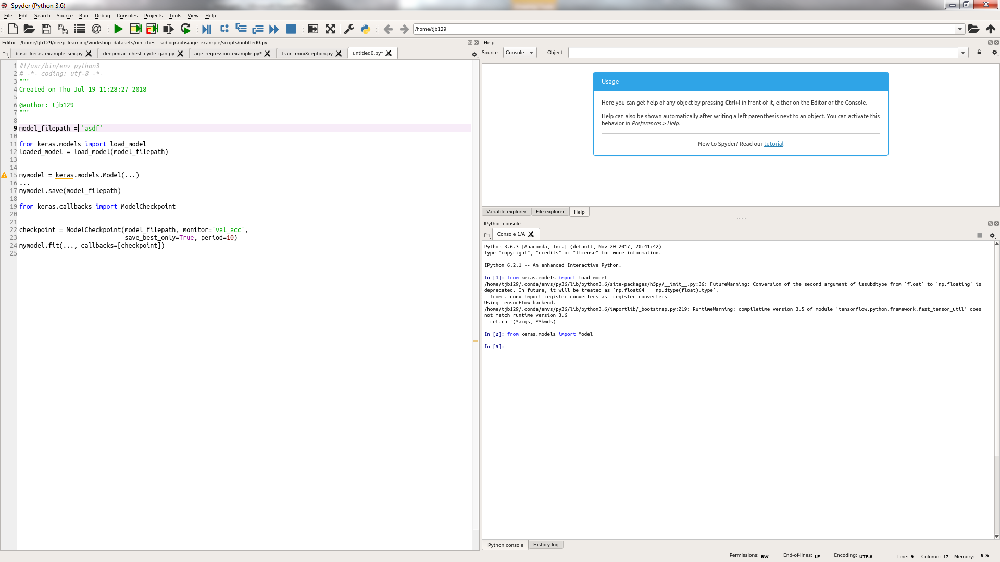 Spyder (Python 3.6)
File Edit Search Source Run Debug Consoles Projects Tools View Help
/home/tjb129
Editor - /home/tjb129/deep_learning/workshop_datasets/nih_chest_radiographs/age_example/scripts/untitled0.py
basic_keras_example_sex.py deepmrac_chest_cycle_gan.py age_regression_example.py* train_miniXception.py untitled0.py*
1 #!/usr/bin/env python3
2 # -*- coding: utf-8 -*-
3 """
4 Created on Thu Jul 19 11:28:27 2018
5
6 @author: tjb129
7 """
8
9 model_filepath = 'asdf'
10
11 from keras.models import load_model
12 loaded_model = load_model(model_filepath)
13
14
15 mymodel = keras.models.Model(...)
16 ...
17 mymodel.save(model_filepath)
18
19 from keras.callbacks import ModelCheckpoint
20
21
22 checkpoint = ModelCheckpoint(model_filepath, monitor='val_acc',
23 save_best_only=True, period=10)
24 mymodel.fit(..., callbacks=[checkpoint])
25
Help
Source Console Object
Usage
Here you can get help of any object by pressing Ctrl+I in front of it, either on the Editor or the Console.
Help can also be shown automatically after writing a left parenthesis next to an object. You can activate this
behavior in Preferences > Help.
New to Spyder? Read our tutorial
Variable explorer File explorer Help
IPython console
Console 1/A
Python 3.6.3 |Anaconda, Inc.| (default, Nov 20 2017, 20:41:42)
Type "copyright", "credits" or "license" for more information.
IPython 6.2.1 -- An enhanced Interactive Python.
In [1]: from keras.models import load_model
/home/tjb129/.conda/envs/py36/lib/python3.6/site-packages/h5py/__init__.py:36: FutureWarning: Conversion of the second argument of issubdtype from `float` to `np.floating` is
deprecated. In future, it will be treated as `np.float64 == np.dtype(float).type`.
from ._conv import register_converters as _register_converters
Using TensorFlow backend.
/home/tjb129/.conda/envs/py36/lib/python3.6/importlib/_bootstrap.py:219: RuntimeWarning: compiletime version 3.5 of module 'tensorflow.python.framework.fast_tensor_util' does
not match runtime version 3.6
return f(*args, **kwds)
In [2]: from keras.models import Model
In [3]:
IPython console History log
Permissions: RW End-of-lines: LF Encoding: UTF-8 Line: 9 Column: 17 Memory: 8 %